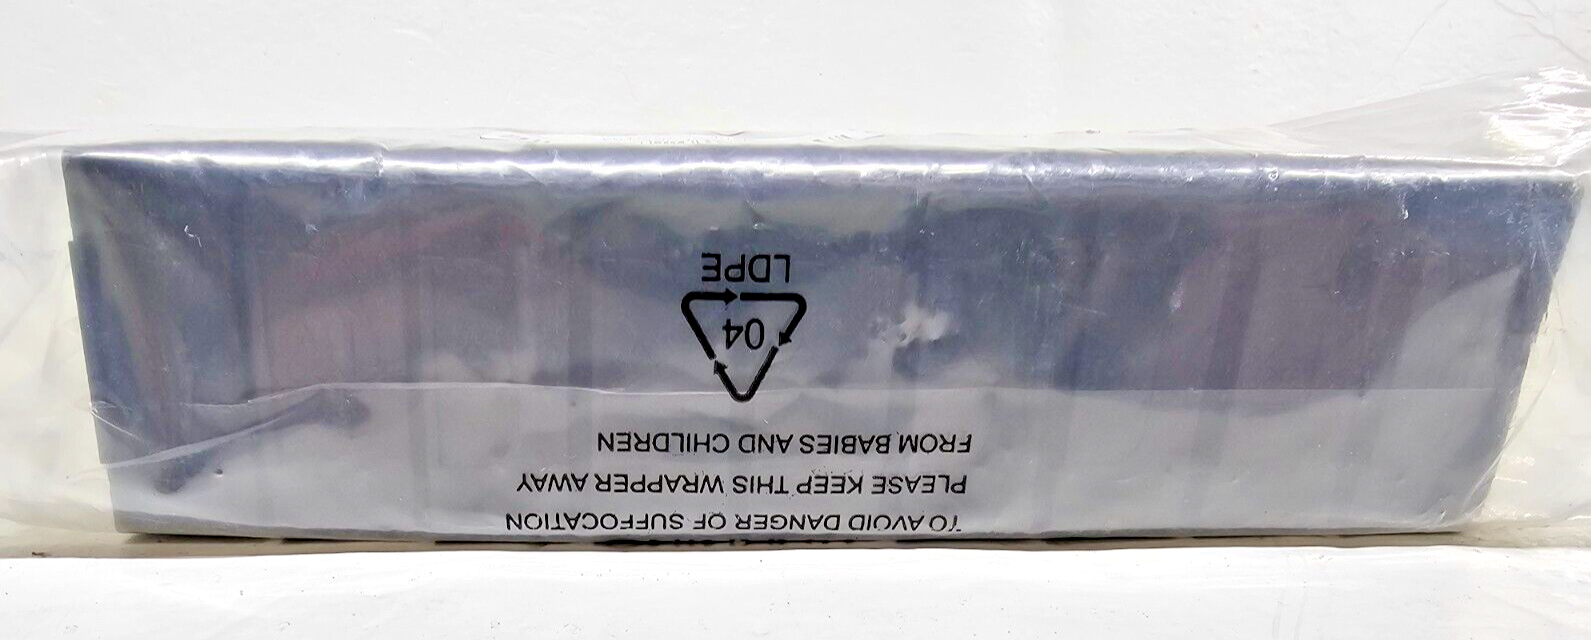 TO AVOID DANGER OF SUFFOCATION
PLEASE KEEP THIS WRAPPER AWAY
FROM BABIES AND CHILDREN
04
LDPE